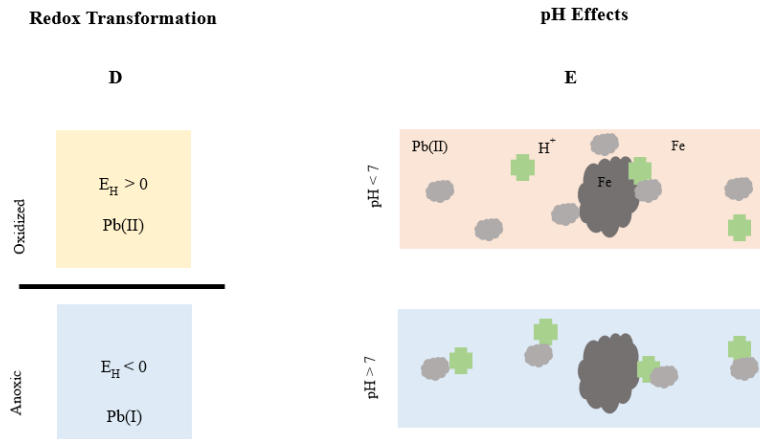 Redox Transformation
pH Effects
D
E
Oxidized
E_H > 0
Pb(II)
Anoxic
E_H < 0
Pb(I)
pH < 7
Pb(II)
H⁺
Fe
Fe
pH > 7